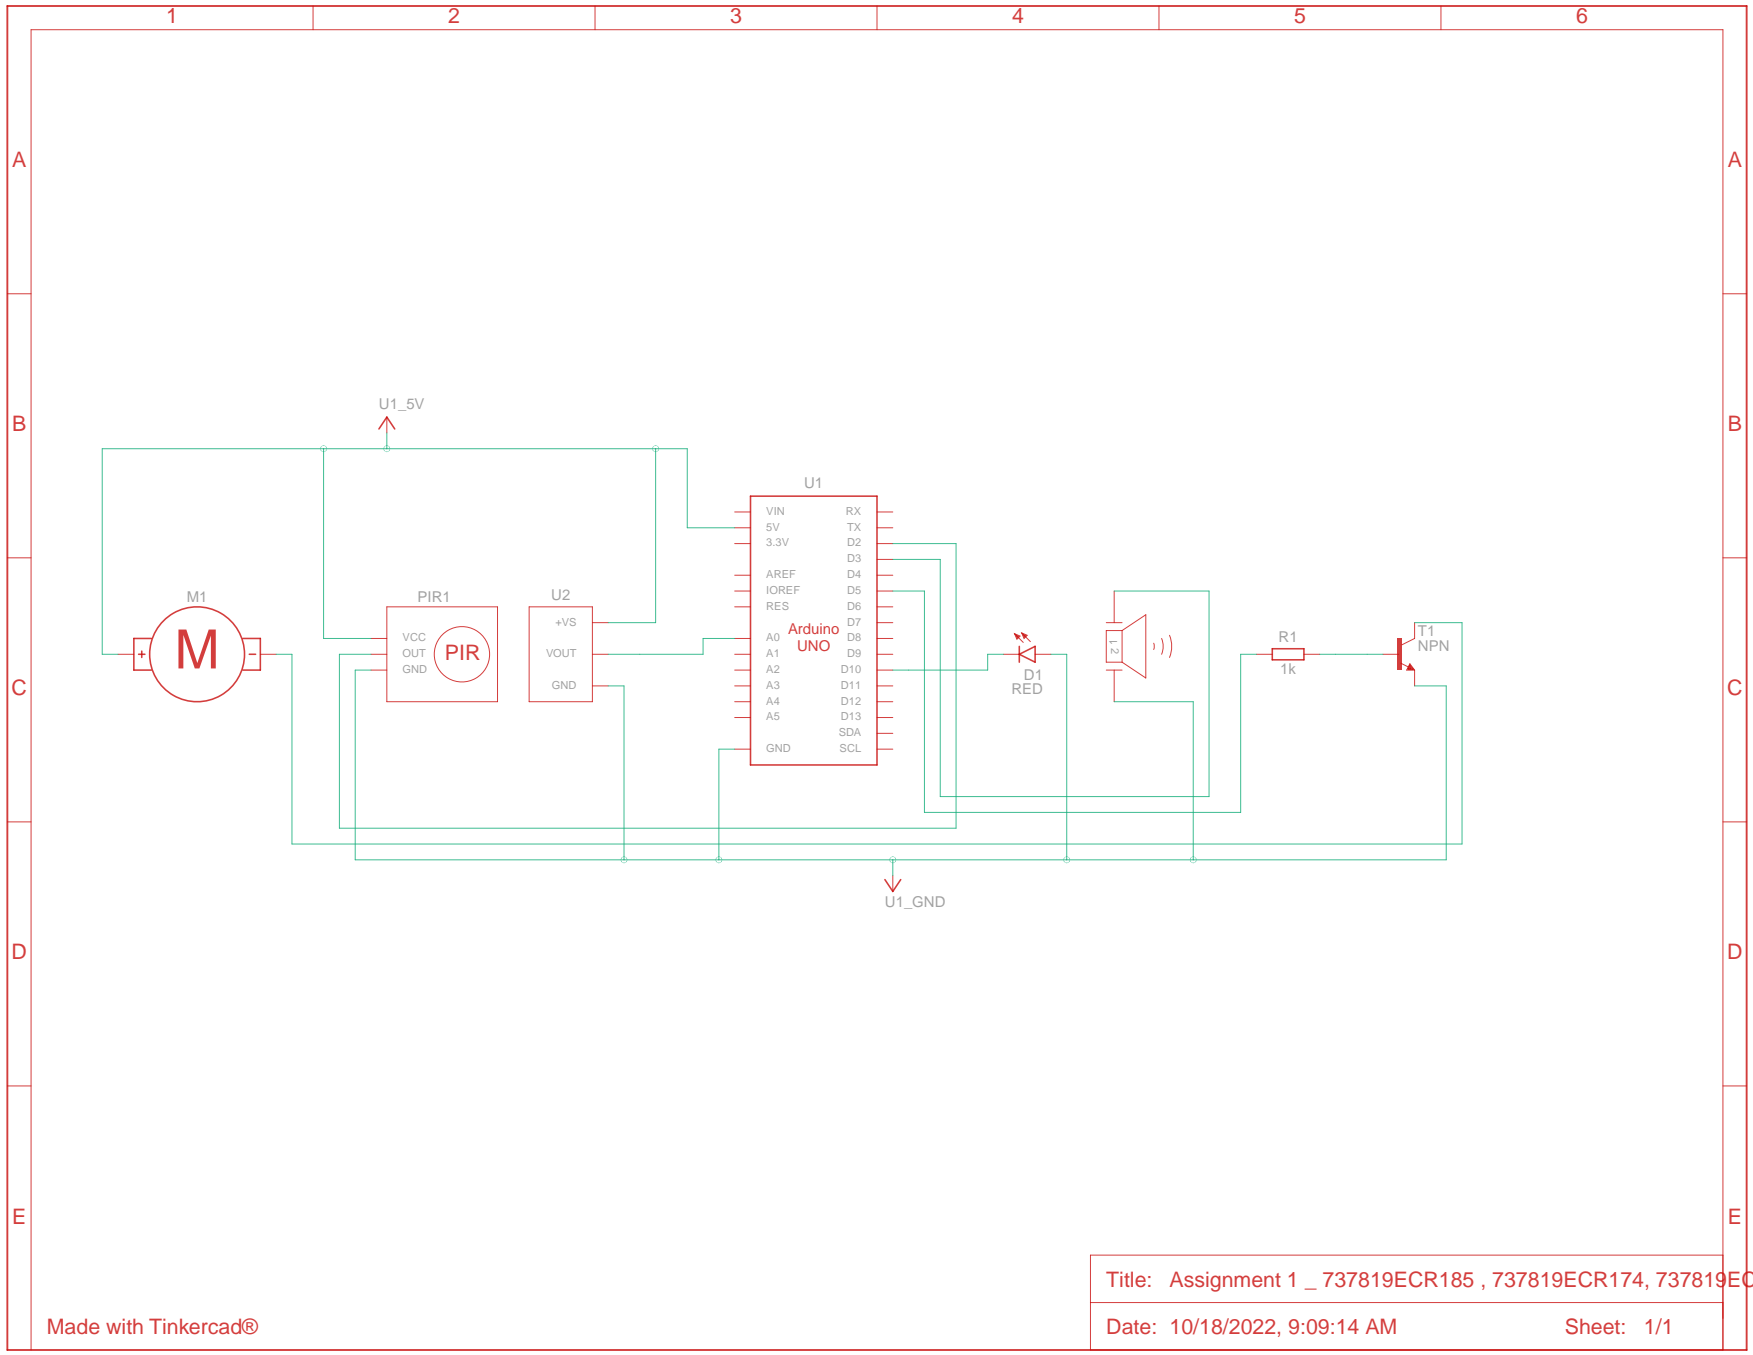 1 2 3 4 5 6
A A
B B
C C
D D
E E
U1_5V
U1_GND
M1
M
+ -
PIR1
VCC
OUT
GND
PIR
U2
+VS
VOUT
GND
U1
Arduino
UNO
VIN
5V
3.3V
AREF
IOREF
RES
A0
A1
A2
A3
A4
A5
GND
RX
TX
D2
D3
D4
D5
D6
D7
D8
D9
D10
D11
D12
D13
SDA
SCL
D1
RED
1 2
R1
1k
T1
NPN
Title: Assignment 1 _ 737819ECR185 , 737819ECR174, 737819EC
Date: 10/18/2022, 9:09:14 AM Sheet: 1/1
Made with Tinkercad®